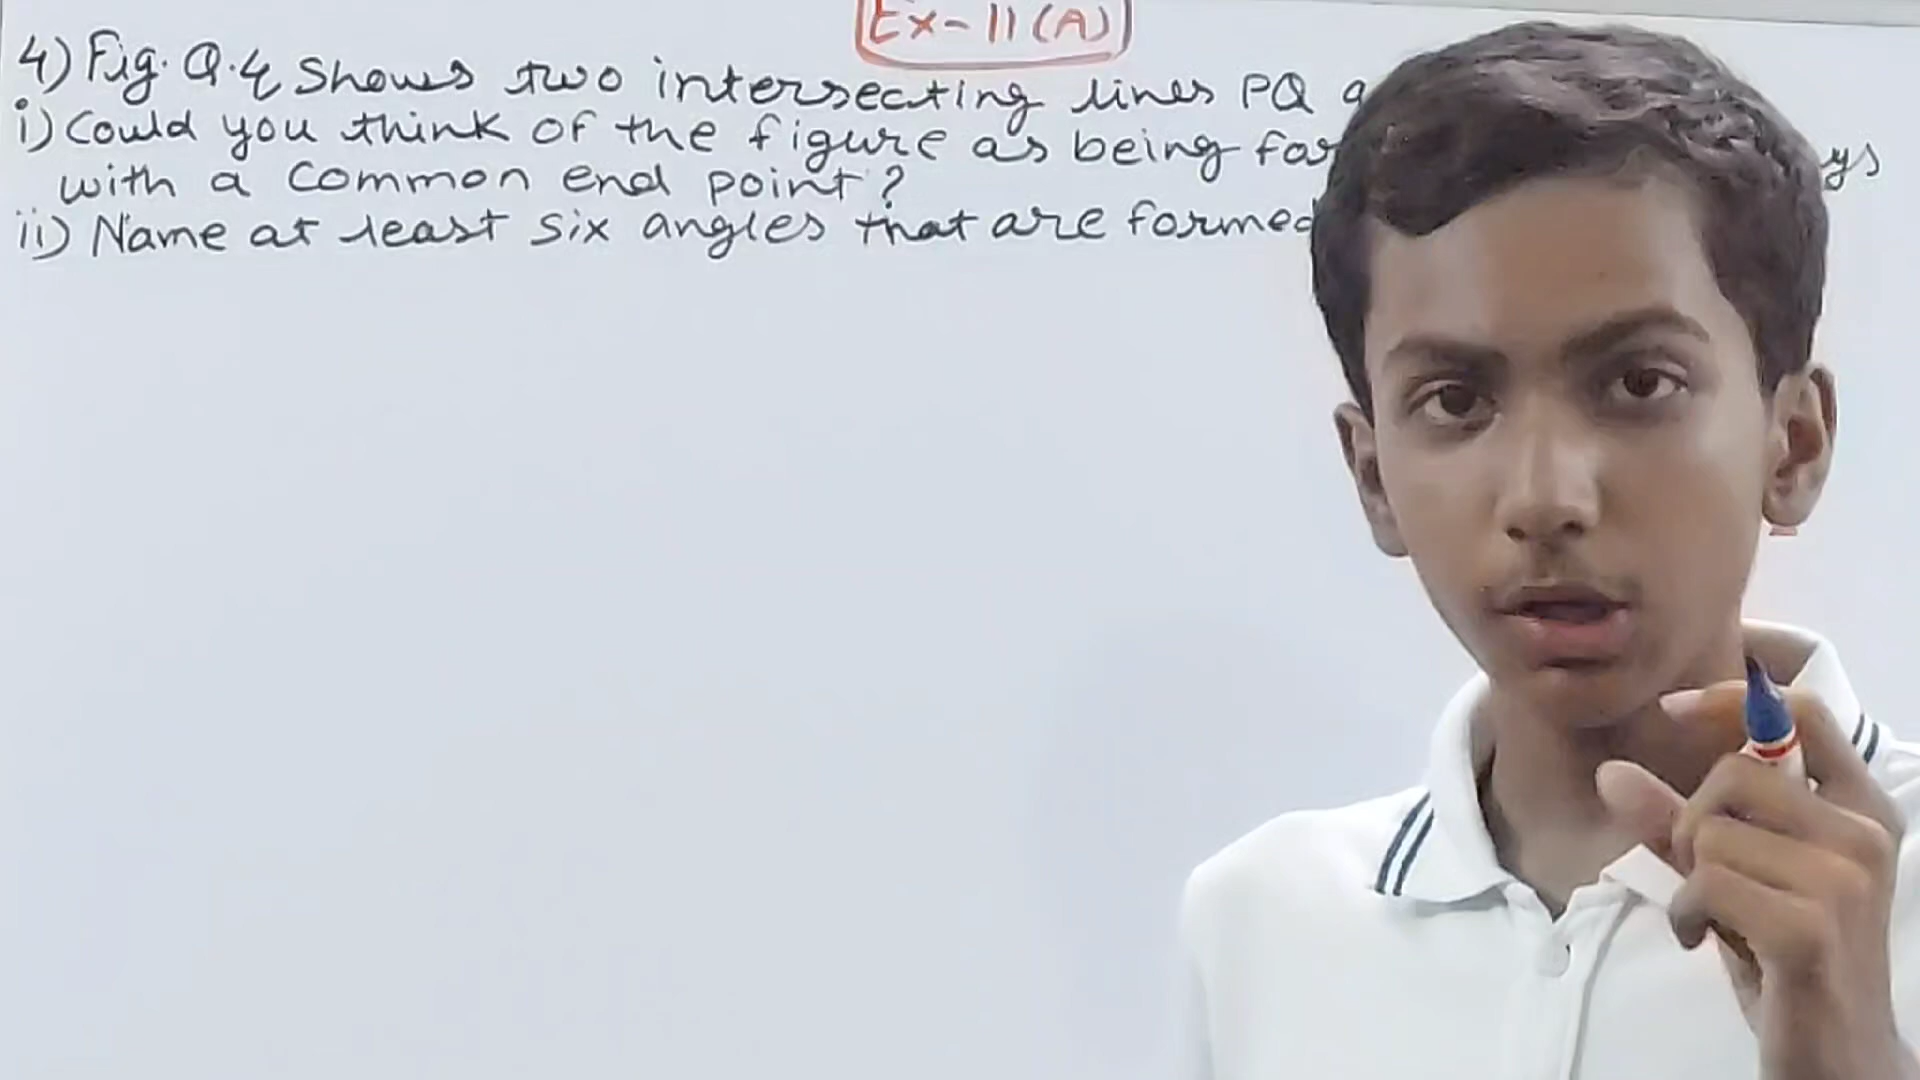 Ex-11(A)
4) Fig. Q.4 Shows two intersecting lines PQ
i) Could you think of the figure as being
with a common end point?
ii) Name at least six angles that are formed